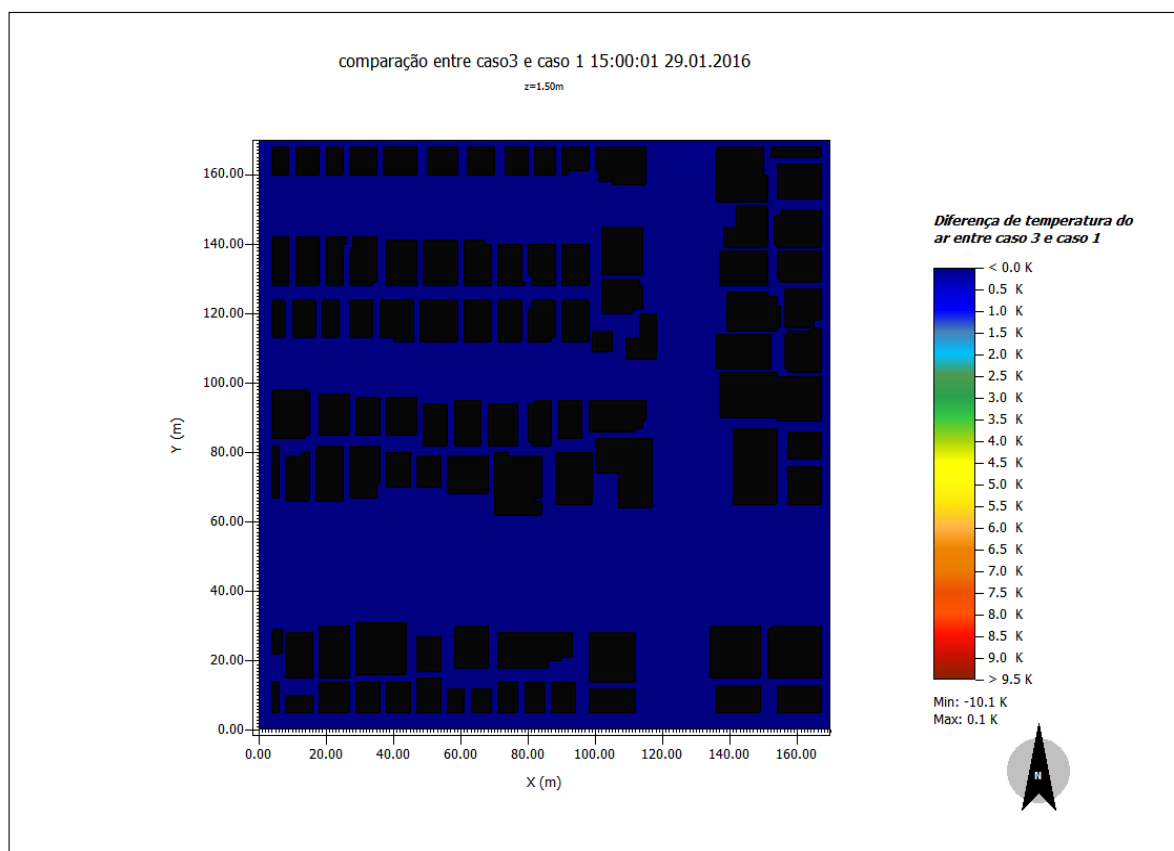 comparação entre caso3 e caso 1 15:00:01 29.01.2016
z=1.50m
160.00
140.00
120.00
100.00
80.00
60.00
40.00
20.00
0.00
Y (m)
0.00 20.00 40.00 60.00 80.00 100.00 120.00 140.00 160.00
X (m)
Diferença de temperatura do
ar entre caso 3 e caso 1
< 0.0 K
0.5 K
1.0 K
1.5 K
2.0 K
2.5 K
3.0 K
3.5 K
4.0 K
4.5 K
5.0 K
5.5 K
6.0 K
6.5 K
7.0 K
7.5 K
8.0 K
8.5 K
9.0 K
> 9.5 K
Min: -10.1 K
Max: 0.1 K
N